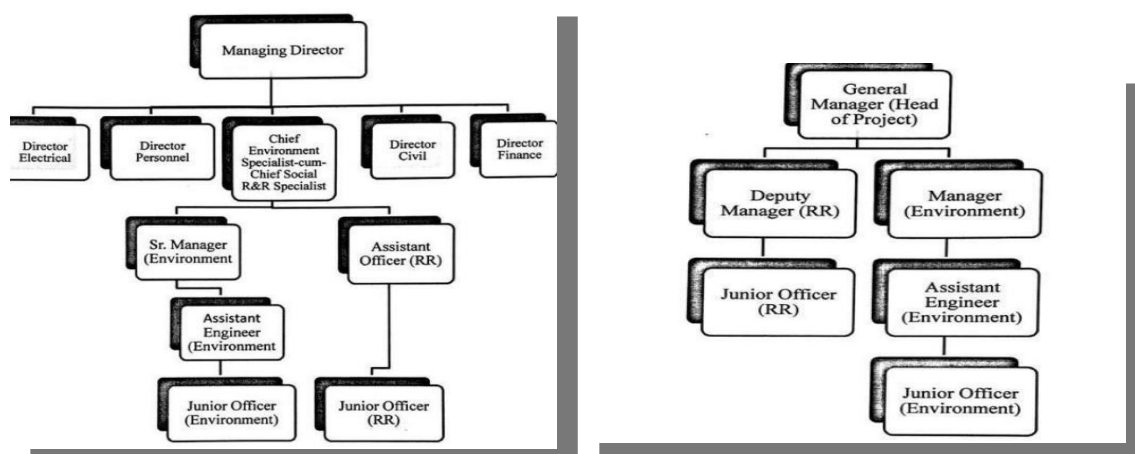 Managing Director
Director
Electrical
Director
Personnel
Chief
Environment
Specialist-cum-
Chief Social
R&R Specialist
Director
Civil
Director
Finance
Sr. Manager
(Environment
Assistant
Officer (RR)
Assistant
Engineer
(Environment
Junior Officer
(Environment)
Junior Officer
(RR)
General
Manager (Head
of Project)
Deputy
Manager (RR)
Manager
(Environment)
Junior Officer
(RR)
Assistant
Engineer
(Environment)
Junior Officer
(Environment)